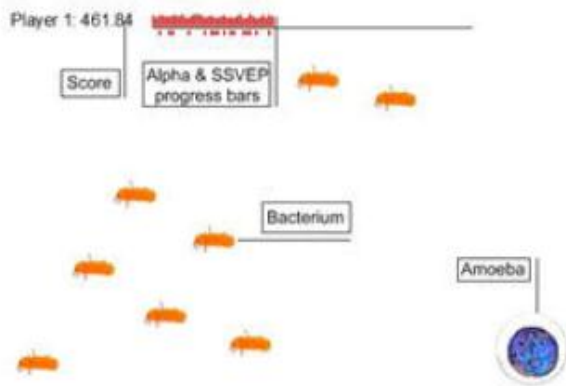 Player 1: 461.84
Score
Alpha & SSVEP
progress bars
Bacterium
Amoeba